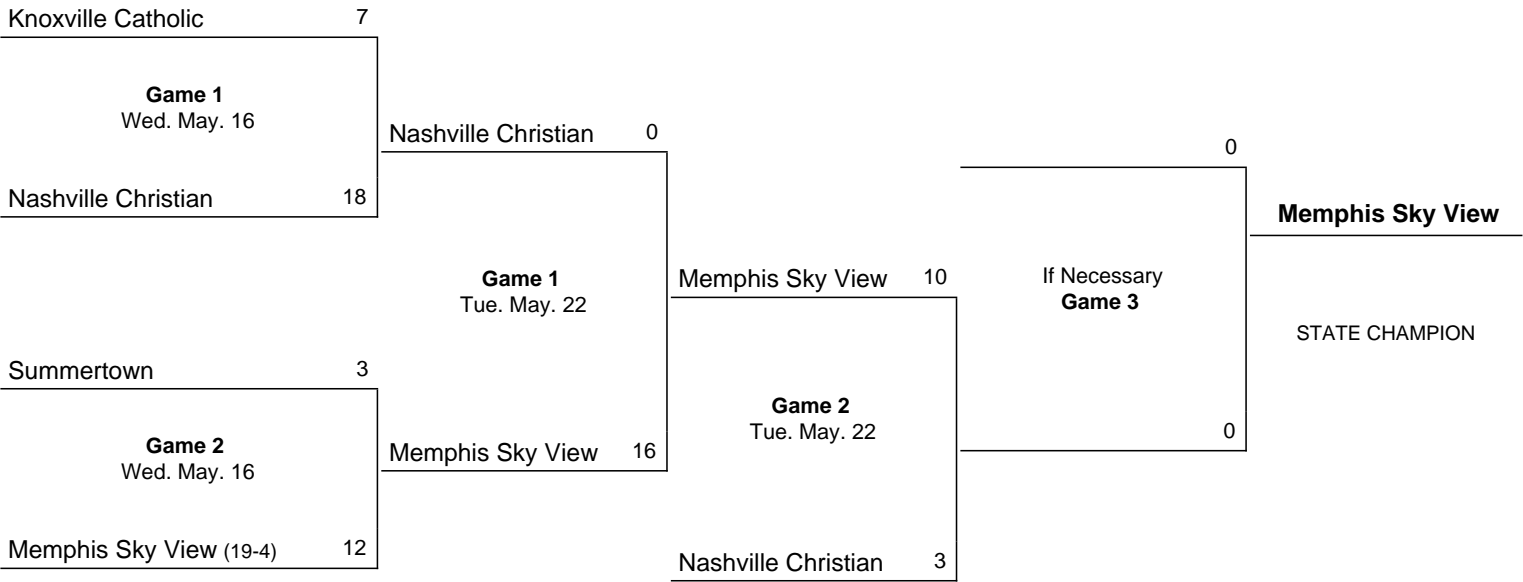 Knoxville Catholic 7
Game 1
Wed. May. 16
Nashville Christian 18
Summertown 3
Game 2
Wed. May. 16
Memphis Sky View (19-4) 12
Nashville Christian 0
Game 1
Tue. May. 22
Memphis Sky View 16
Memphis Sky View 10
Game 2
Tue. May. 22
Nashville Christian 3
0
If Necessary
Game 3
0
Memphis Sky View
STATE CHAMPION